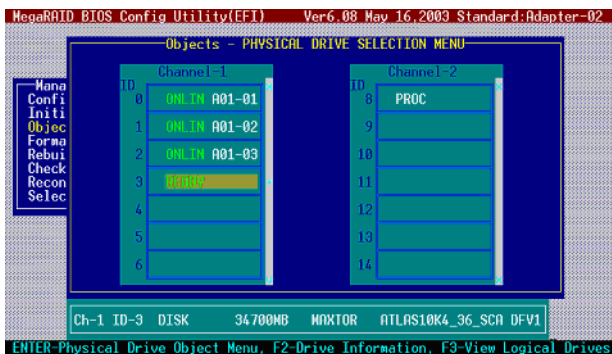 MegaRAID BIOS Config Utility(EFI) Ver6.08 May 16,2003 Standard:Adapter-02
Objects - PHYSICAL DRIVE SELECTION MENU
Channel-1 Channel-2
Mana
Confi
Initi
Objec
Forma
Rebui
Check
Recon
Selec
ID
0 ONLIN A01-01
1 ONLIN A01-02
2 ONLIN A01-03
3 READY
4
5
6
ID
8 PROC
9
10
11
12
13
14
Ch-1 ID-3 DISK 34700MB MAXTOR ATLAS10K4_36_SCA DFV1
ENTER-Physical Drive Object Menu, F2-Drive Information, F3-View Logical Drives